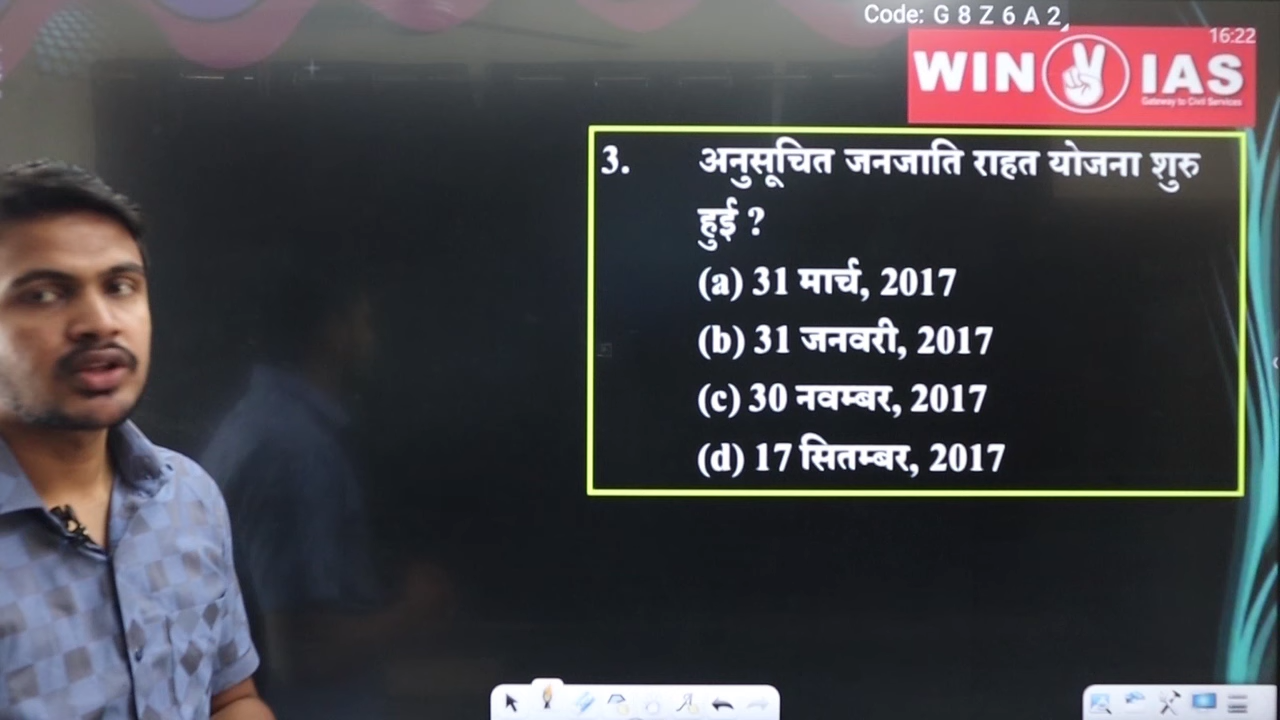 Code: G 8 Z 6 A 2
16:22
WIN IAS
Gateway to Civil Services
3. अनुसूचित जनजाति राहत योजना शुरु
हुई ?
(a) 31 मार्च, 2017
(b) 31 जनवरी, 2017
(c) 30 नवम्बर, 2017
(d) 17 सितम्बर, 2017